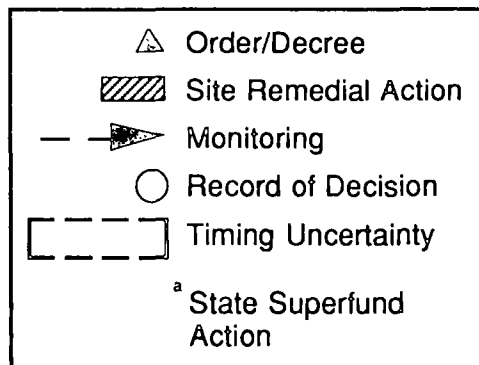 Order/Decree
Site Remedial Action
Monitoring
Record of Decision
Timing Uncertainty
a State Superfund
Action